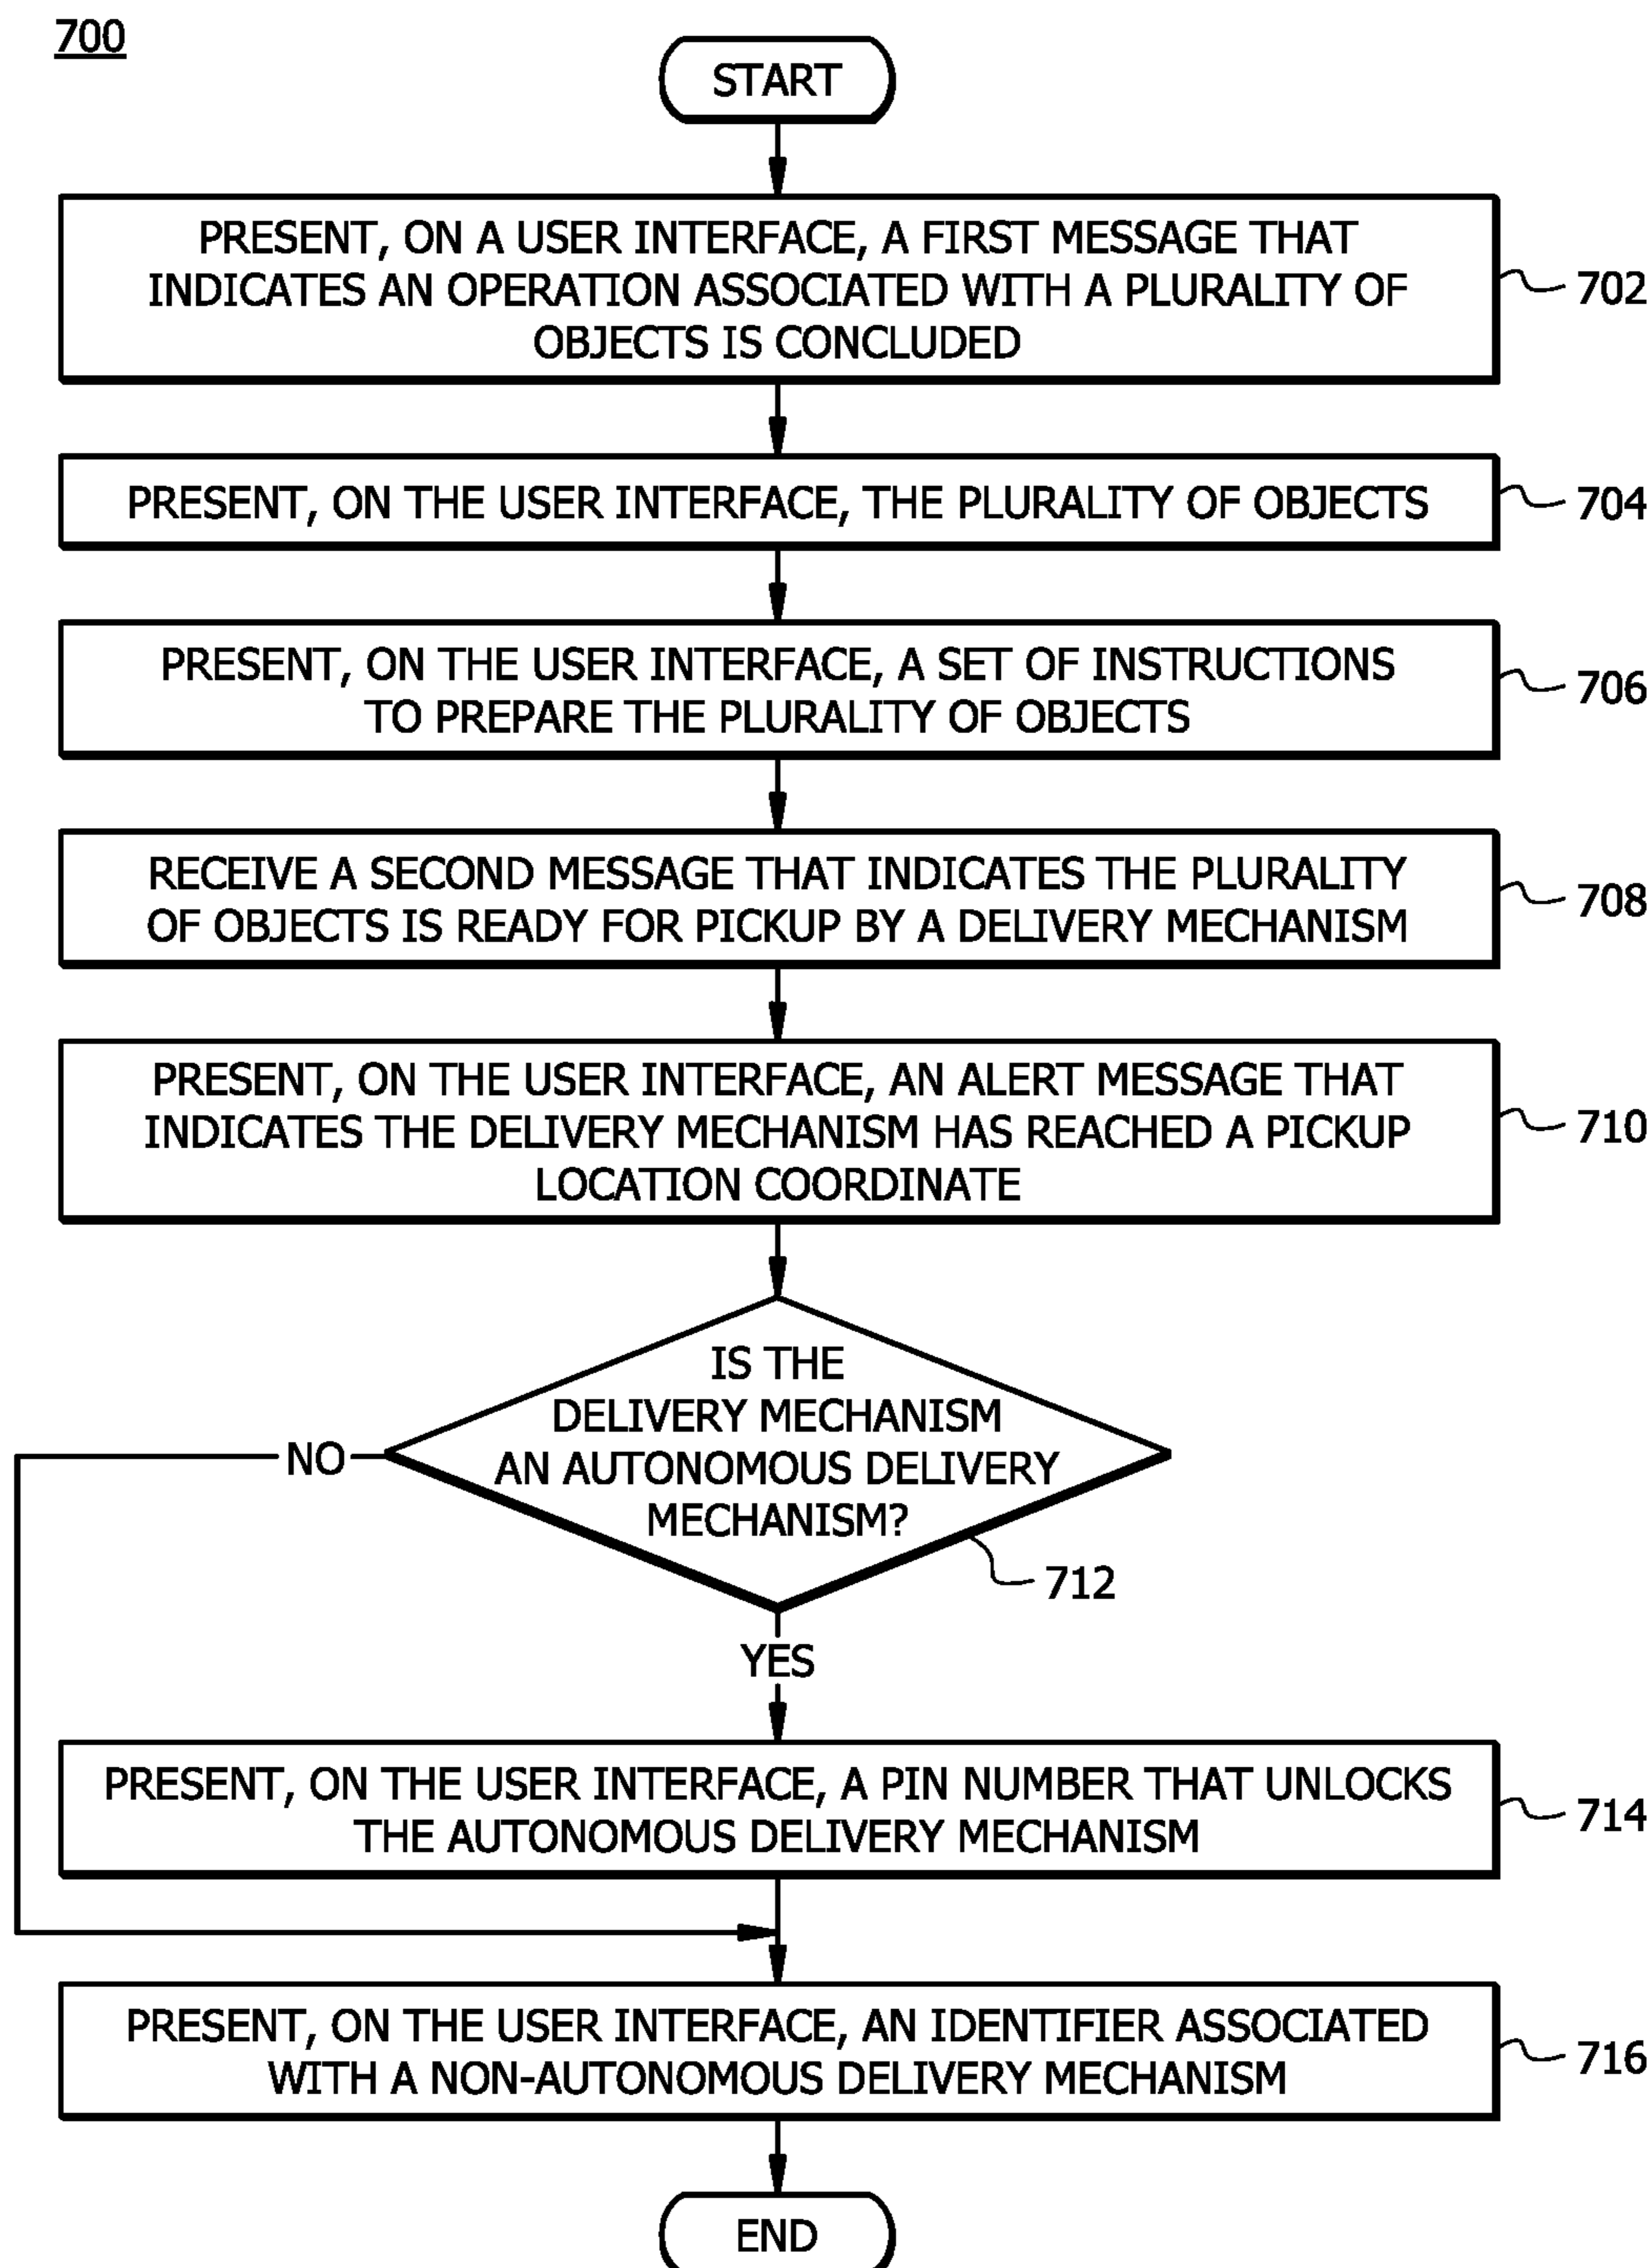 700
START
PRESENT, ON A USER INTERFACE, A FIRST MESSAGE THAT
INDICATES AN OPERATION ASSOCIATED WITH A PLURALITY OF
OBJECTS IS CONCLUDED
702
PRESENT, ON THE USER INTERFACE, THE PLURALITY OF OBJECTS
704
PRESENT, ON THE USER INTERFACE, A SET OF INSTRUCTIONS
TO PREPARE THE PLURALITY OF OBJECTS
706
RECEIVE A SECOND MESSAGE THAT INDICATES THE PLURALITY
OF OBJECTS IS READY FOR PICKUP BY A DELIVERY MECHANISM
708
PRESENT, ON THE USER INTERFACE, AN ALERT MESSAGE THAT
INDICATES THE DELIVERY MECHANISM HAS REACHED A PICKUP
LOCATION COORDINATE
710
IS THE
DELIVERY MECHANISM
AN AUTONOMOUS DELIVERY
MECHANISM?
NO
712
YES
PRESENT, ON THE USER INTERFACE, A PIN NUMBER THAT UNLOCKS
THE AUTONOMOUS DELIVERY MECHANISM
714
PRESENT, ON THE USER INTERFACE, AN IDENTIFIER ASSOCIATED
WITH A NON-AUTONOMOUS DELIVERY MECHANISM
716
END